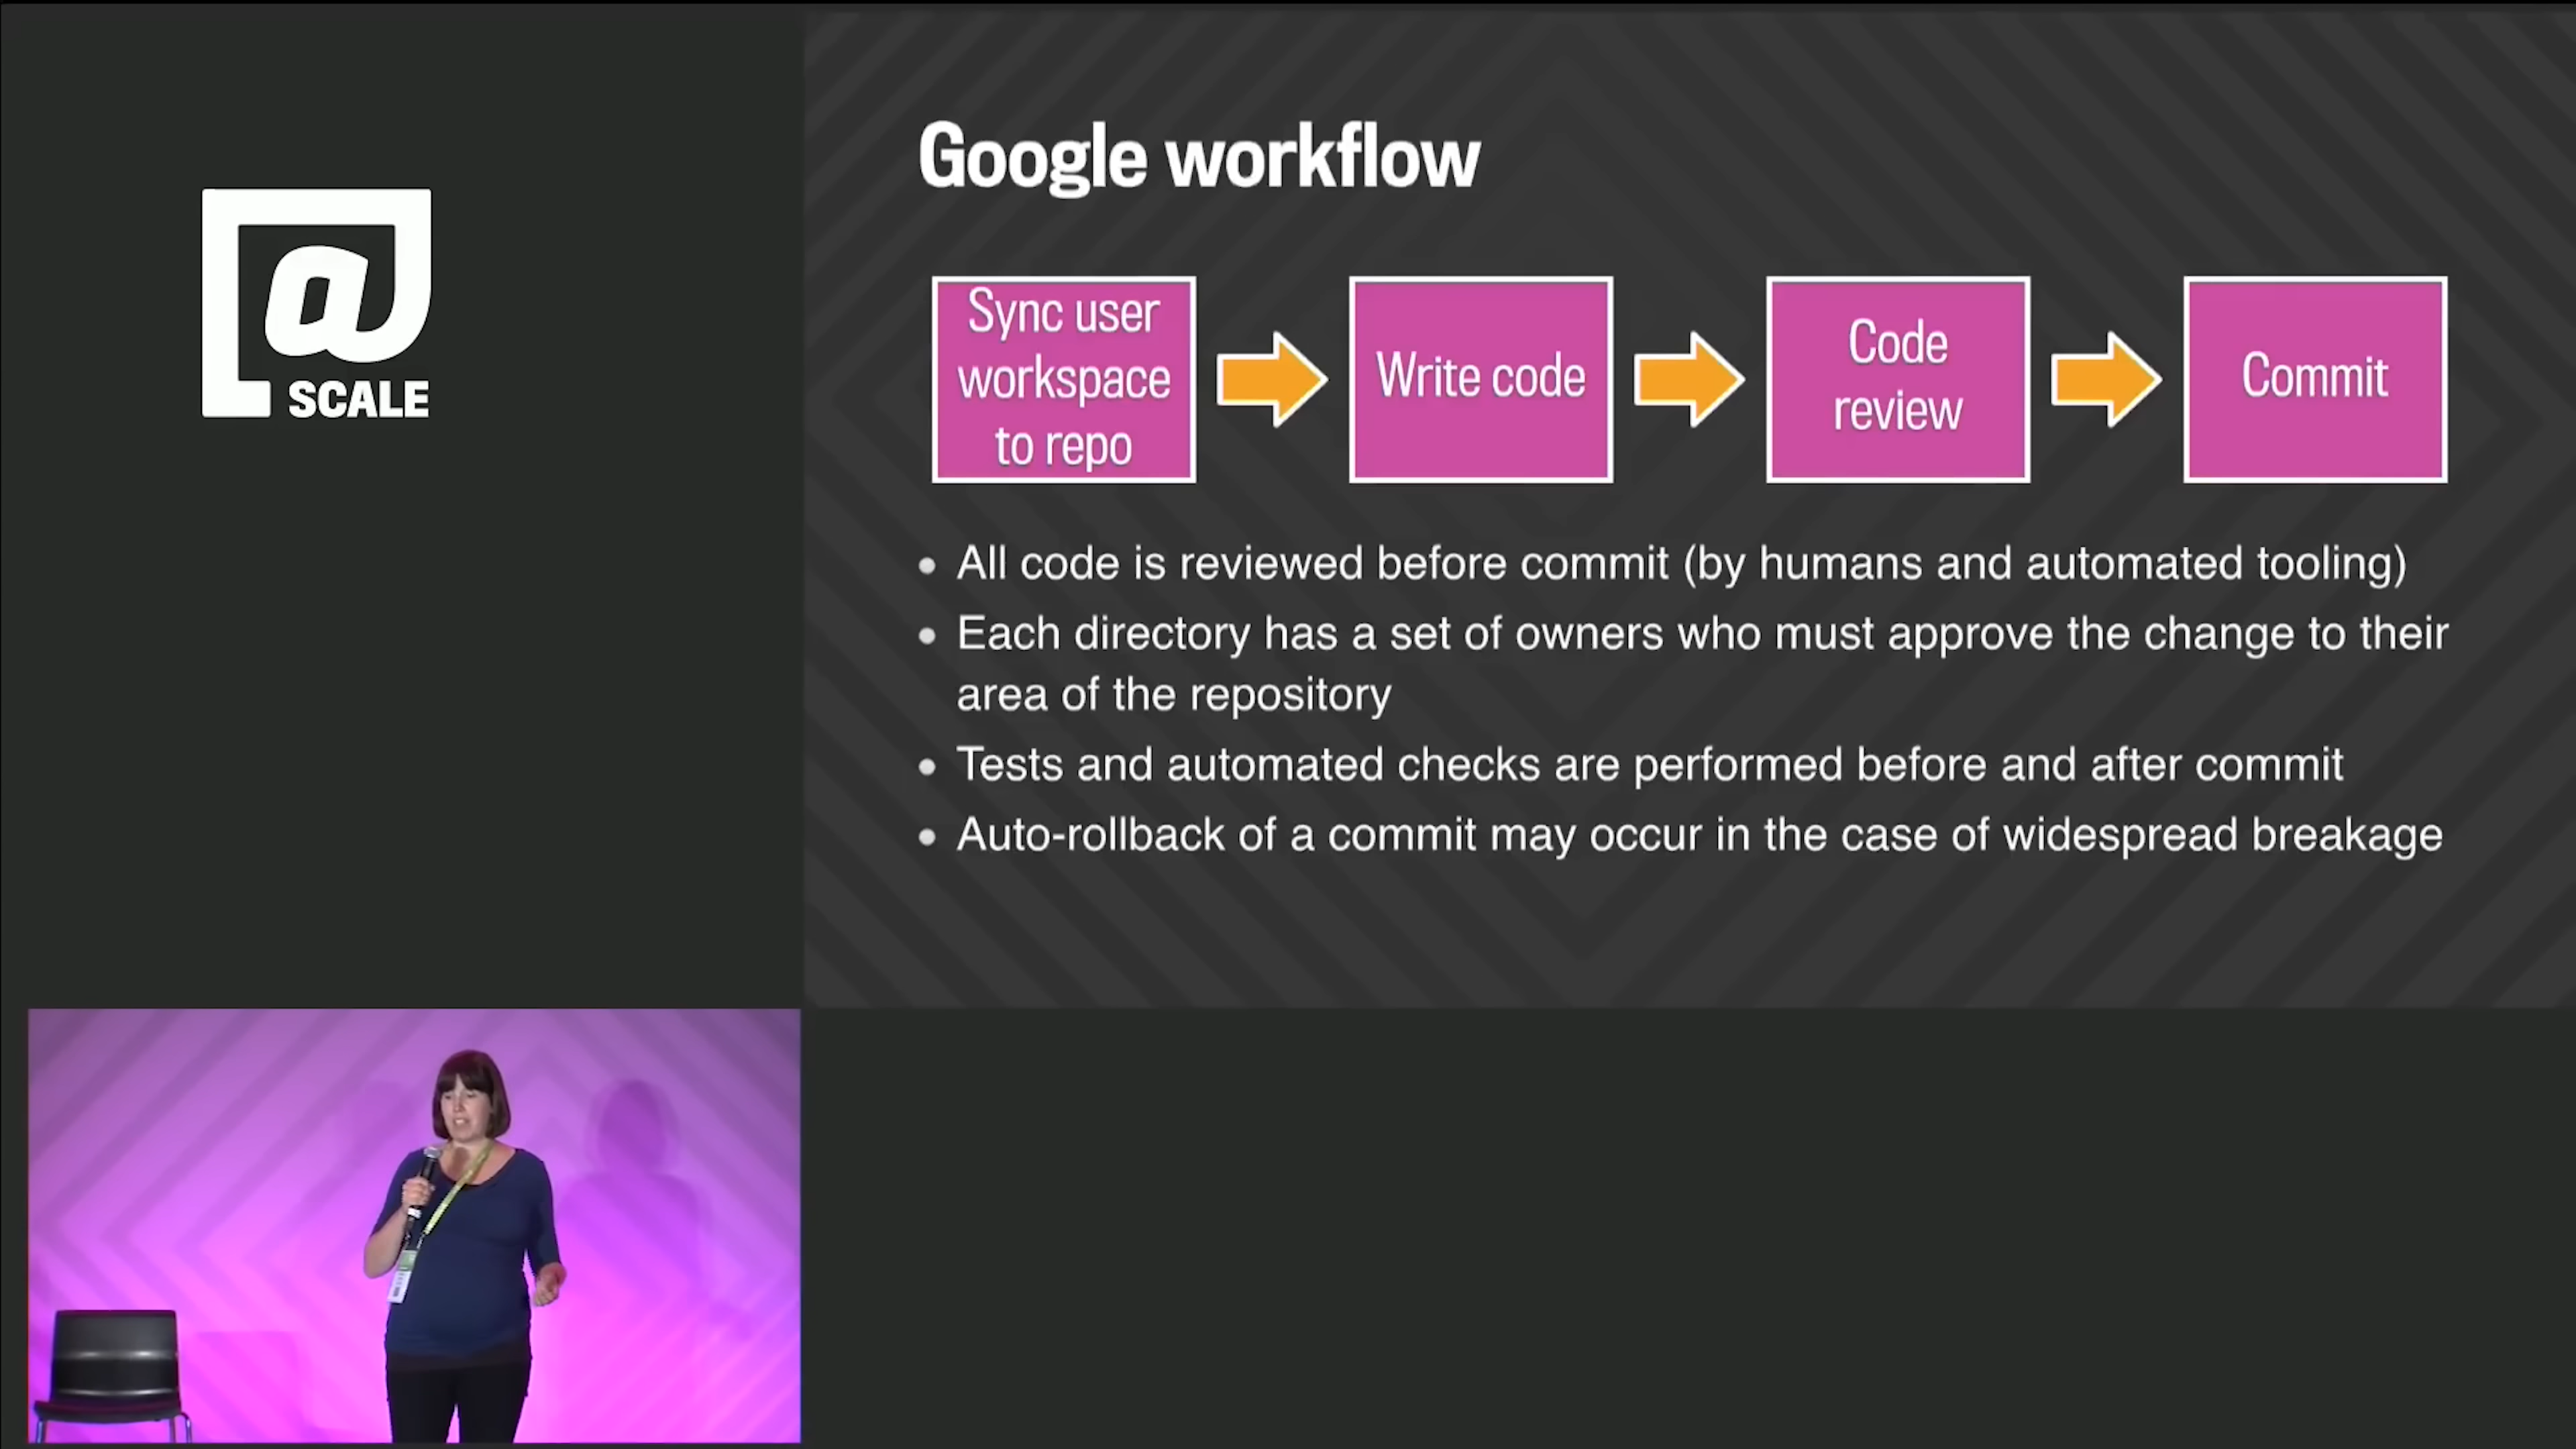 @
SCALE
Google workflow
Sync user
workspace
to repo
Write code
Code
review
Commit
• All code is reviewed before commit (by humans and automated tooling)
• Each directory has a set of owners who must approve the change to their
area of the repository
• Tests and automated checks are performed before and after commit
• Auto-rollback of a commit may occur in the case of widespread breakage